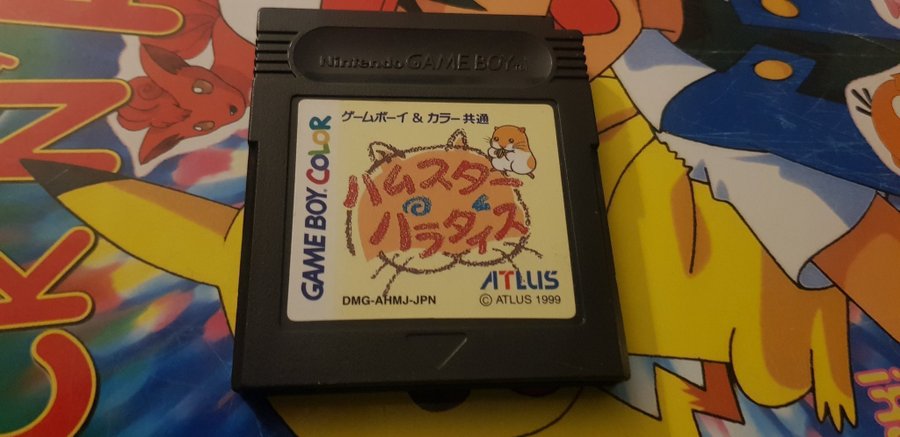 Nintendo GAME BOY™
ゲームボーイ & カラー 共通
GAME BOY COLOR
ハムスター
パラダイス
ATLUS
DMG-AHMJ-JPN
© ATLUS 1999